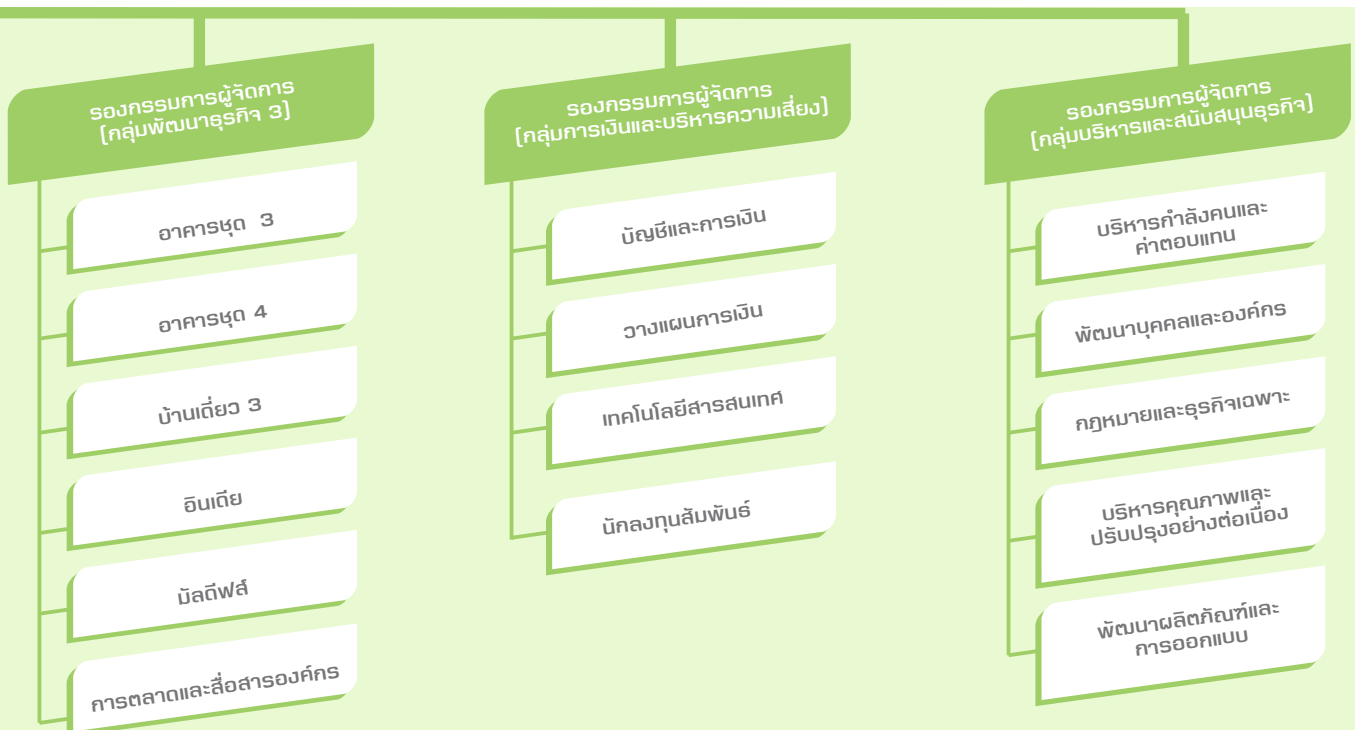 รองกรรมการผู้จัดการ
(กลุ่มพัฒนาธุรกิจ 3)
อาคารชุด 3
อาคารชุด 4
บ้านเดี่ยว 3
อินเดีย
มัลดีฟส์
การตลาดและสื่อสารองค์กร
รองกรรมการผู้จัดการ
(กลุ่มการเงินและบริหารความเสี่ยง)
บัญชีและการเงิน
วางแผนการเงิน
เทคโนโลยีสารสนเทศ
นักลงทุนสัมพันธ์
รองกรรมการผู้จัดการ
(กลุ่มบริหารและสนับสนุนธุรกิจ)
บริหารกำลังคนและ
ค่าตอบแทน
พัฒนาบุคคลและองค์กร
กฎหมายและธุรกิจเฉพาะ
บริหารคุณภาพและ
ปรับปรุงอย่างต่อเนื่อง
พัฒนาผลิตภัณฑ์และ
การออกแบบ